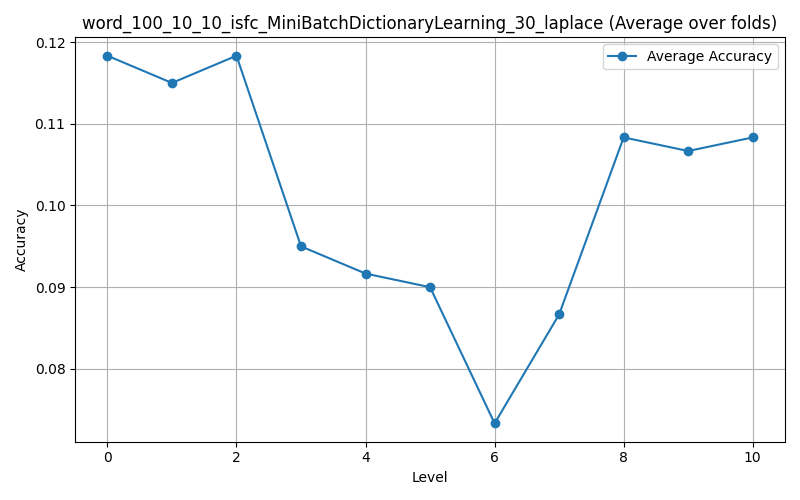 word_100_10_10_isfc_MiniBatchDictionaryLearning_30_laplace (Average over folds)
Average Accuracy
Accuracy
0.12
0.11
0.10
0.09
0.08
0 2 4 6 8 10
Level